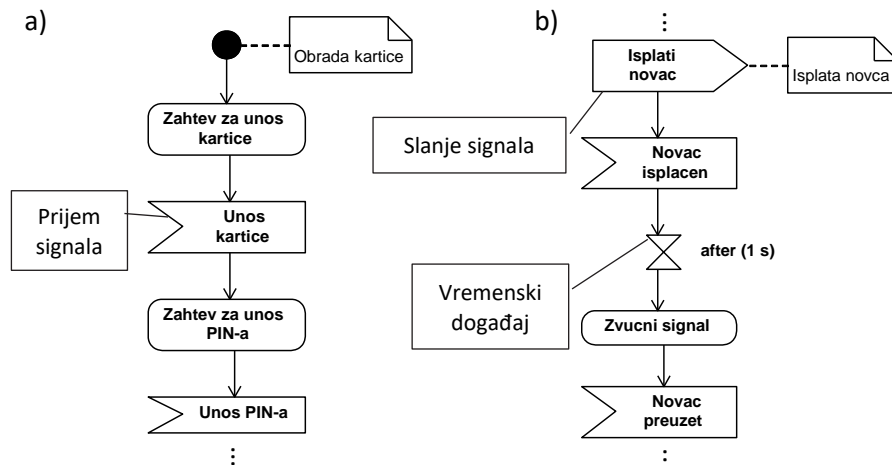 a)
Obrada kartice
Zahtev za unos
kartice
Prijem
signala
Unos
kartice
Zahtev za unos
PIN-a
Unos PIN-a
b)
Isplati
novac
Isplata novca
Slanje signala
Novac
isplacen
after (1 s)
Vremenski
događaj
Zvucni signal
Novac
preuzet